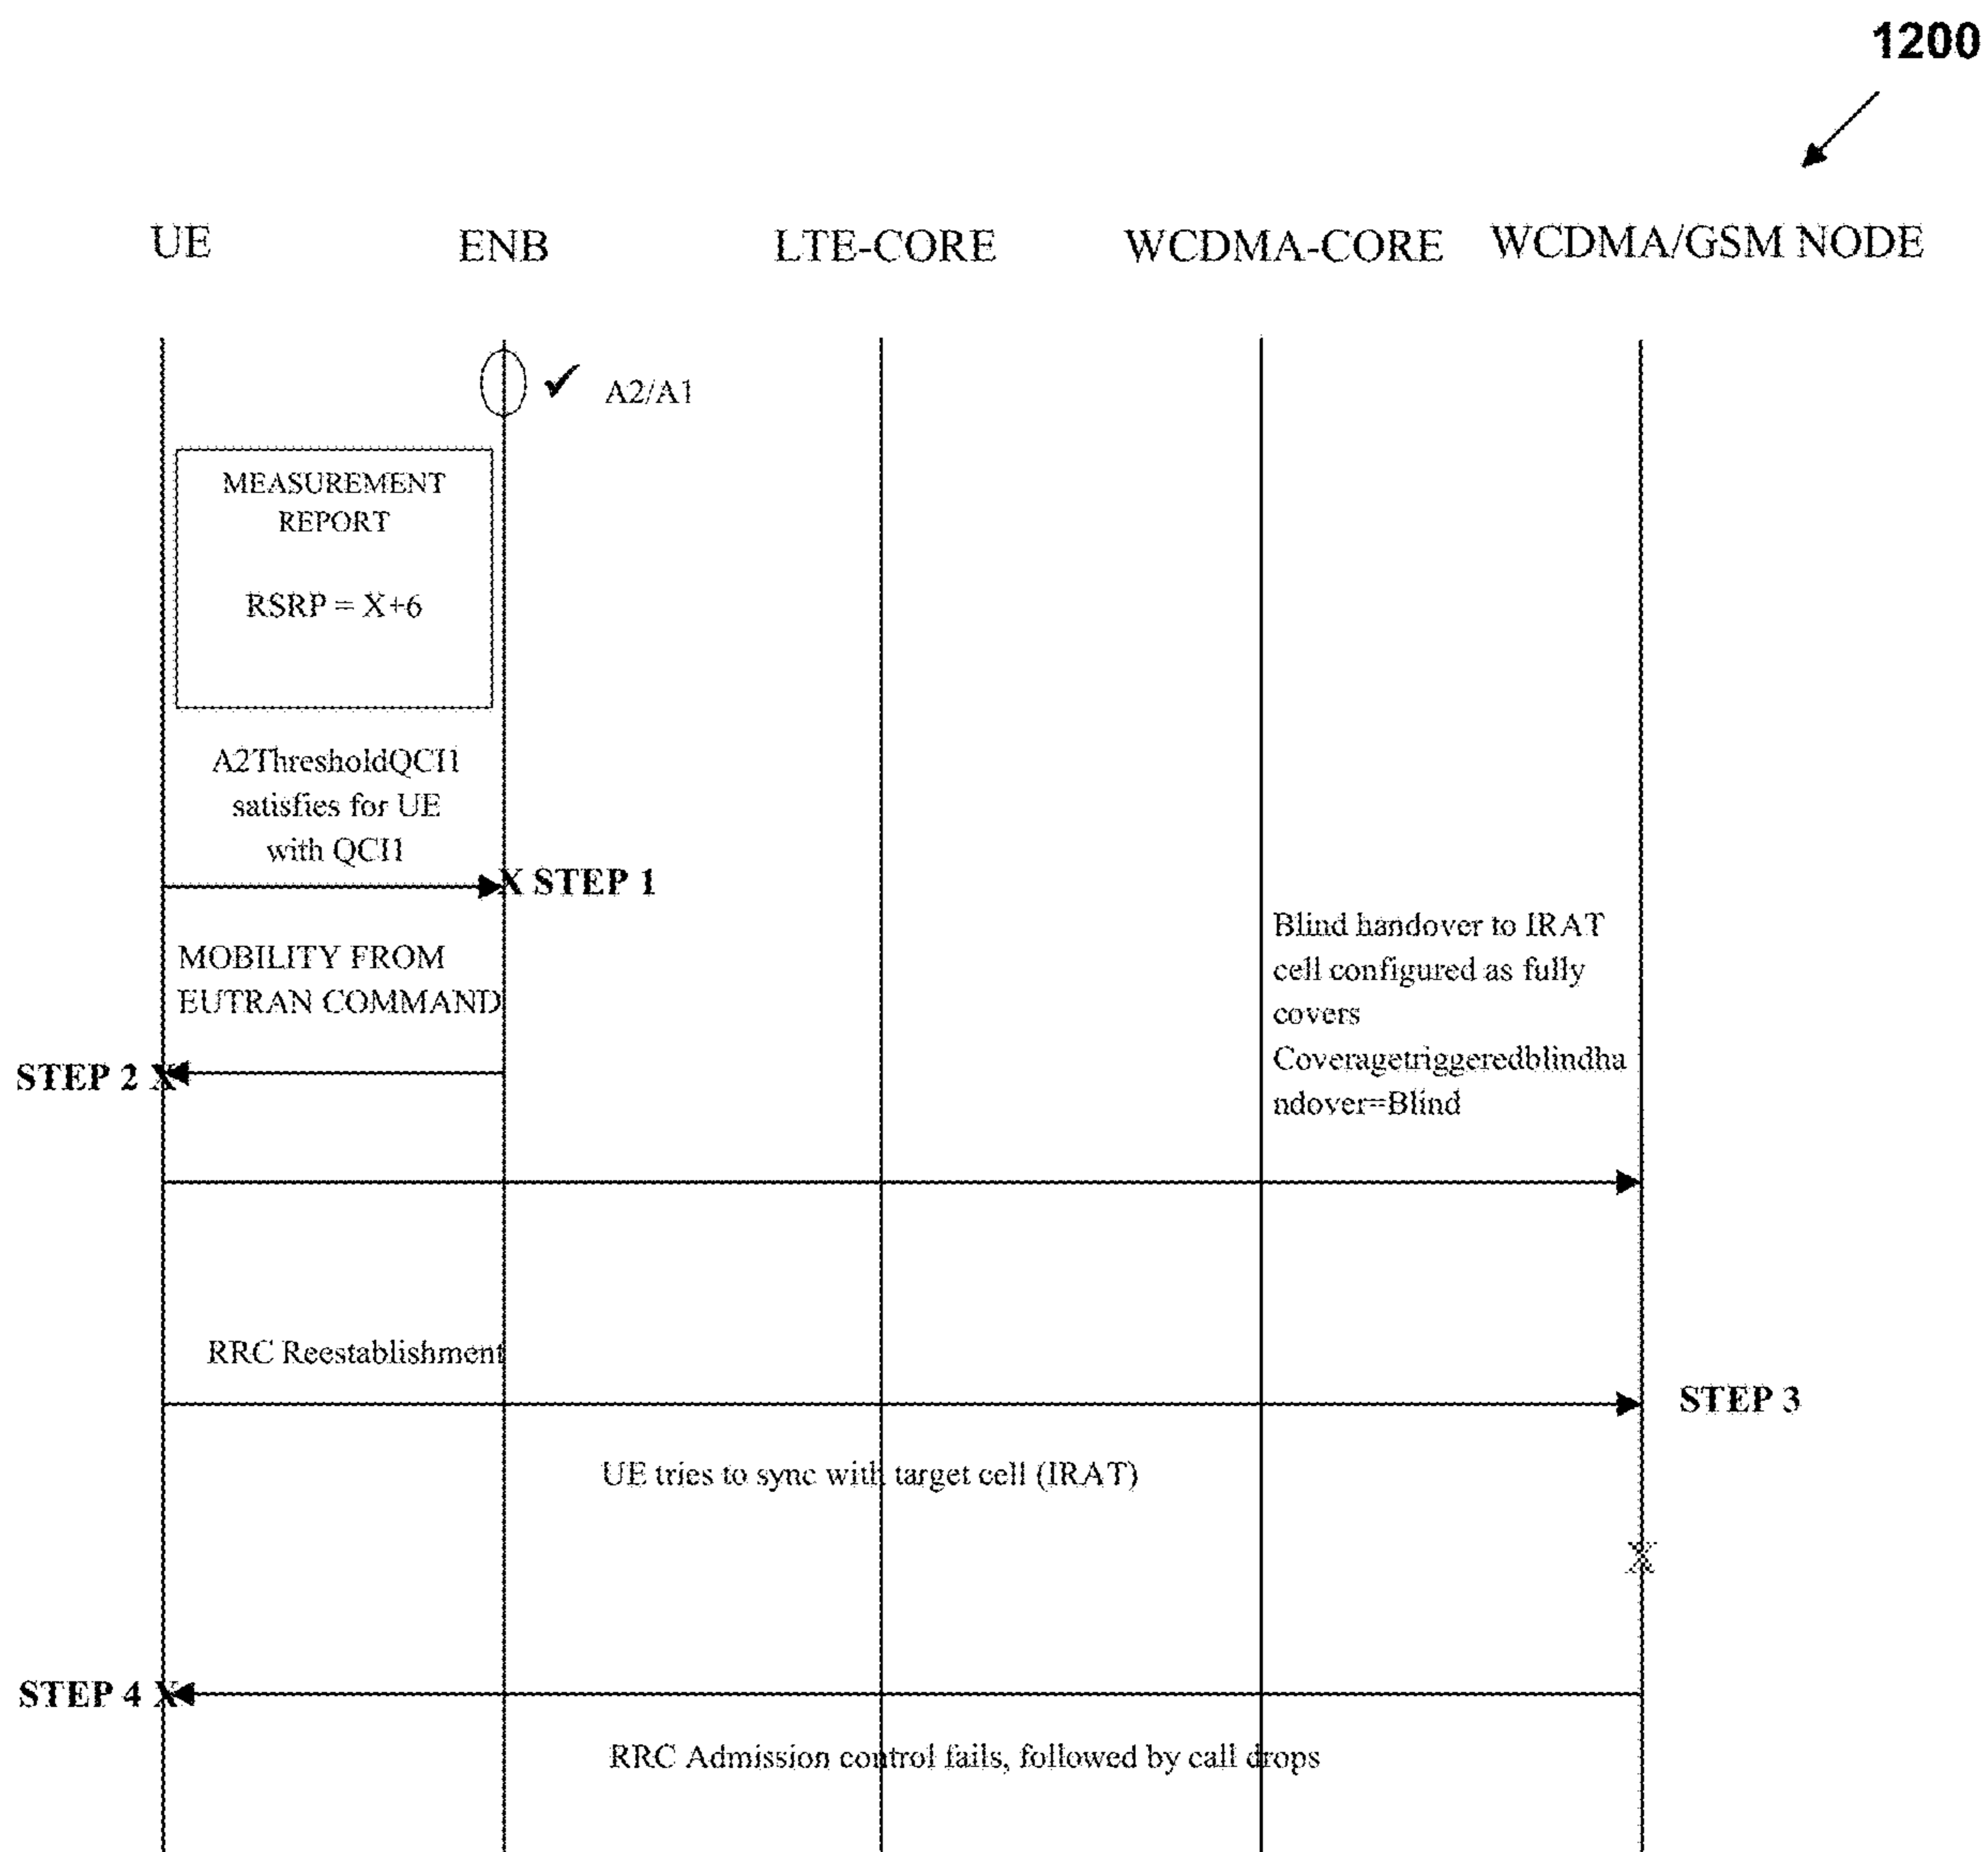 1200
UE
ENB
LTE-CORE
WCDMA-CORE
WCDMA/GSM NODE
✓ A2/A1
MEASUREMENT
REPORT
RSRP = X+6
A2ThresholdQCI1
satisfies for UE
with QCI1
X STEP 1
MOBILITY FROM
EUTRAN COMMAND
Blind handover to IRAT
cell configured as fully
covers
Coveragetriggeredblindha
ndover=Blind
STEP 2 X
RRC Reestablishment
STEP 3
UE tries to sync with target cell (IRAT)
X
STEP 4 X
RRC Admission control fails, followed by call drops